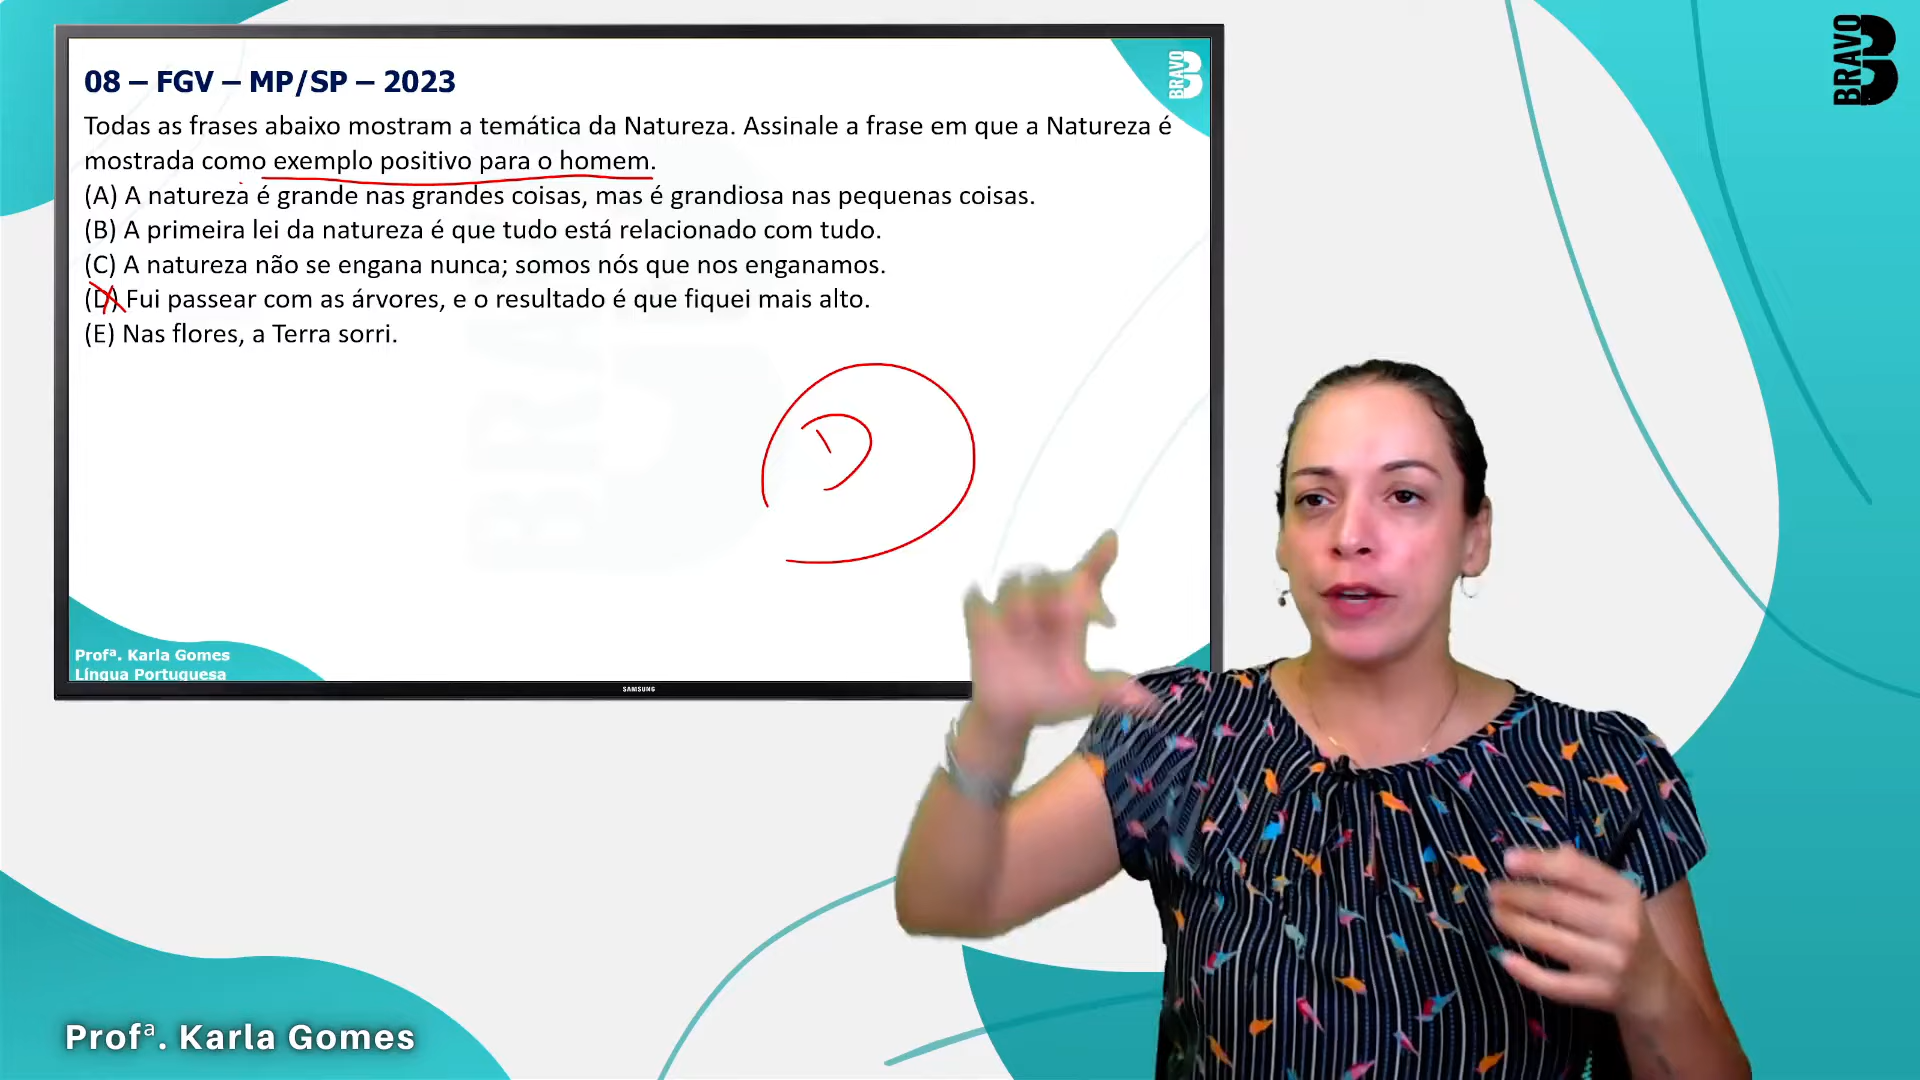 08 – FGV – MP/SP – 2023
Todas as frases abaixo mostram a temática da Natureza. Assinale a frase em que a Natureza é
mostrada como exemplo positivo para o homem.
(A) A natureza é grande nas grandes coisas, mas é grandiosa nas pequenas coisas.
(B) A primeira lei da natureza é que tudo está relacionado com tudo.
(C) A natureza não se engana nunca; somos nós que nos enganamos.
(D) Fui passear com as árvores, e o resultado é que fiquei mais alto.
(E) Nas flores, a Terra sorri.
D
Profª. Karla Gomes
Língua Portuguesa
SAMSUNG
BRAVO
BRAVO
BRAVO
Profª. Karla Gomes